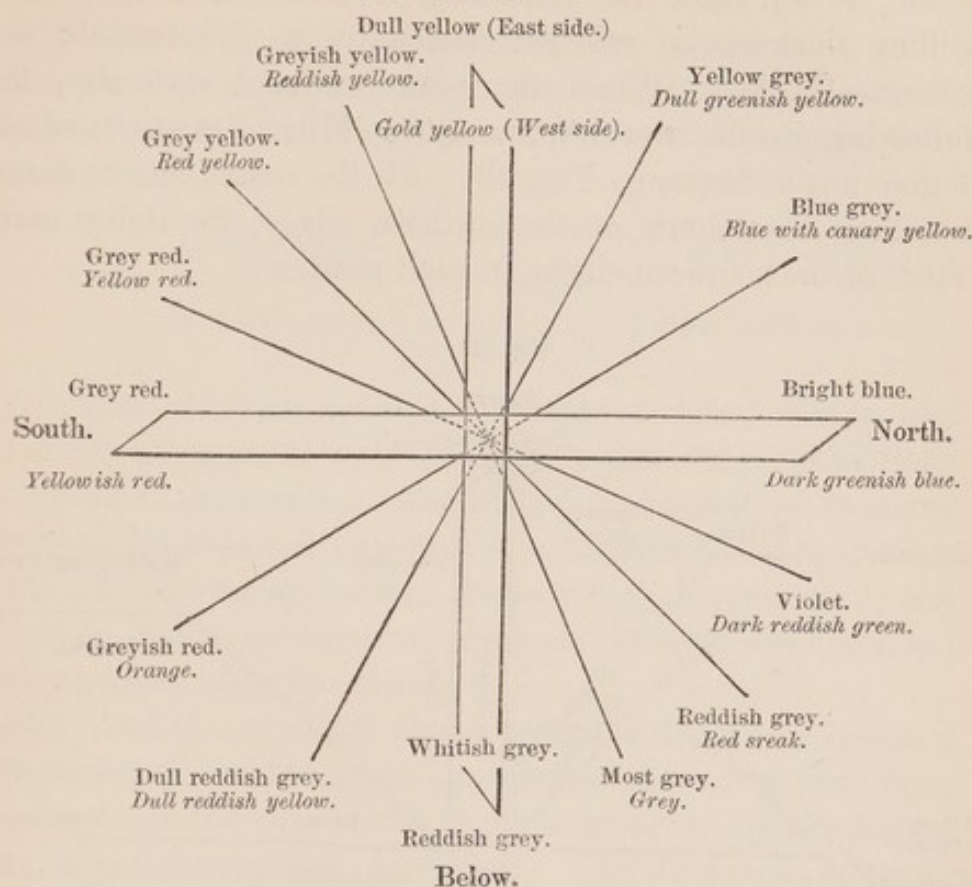 Dull yellow (East side.)
Greyish yellow.
Reddish yellow.
Yellow grey.
Dull greenish yellow.
Gold yellow (West side).
Grey yellow.
Red yellow.
Blue grey.
Blue with canary yellow.
Grey red.
Yellow red.
Grey red.
Bright blue.
South.
North.
Yellowish red.
Dark greenish blue.
Violet.
Dark reddish green.
Greyish red.
Orange.
Reddish grey.
Red sreak.
Whitish grey.
Dull reddish grey.
Dull reddish yellow.
Most grey.
Grey.
Reddish grey.
Below.